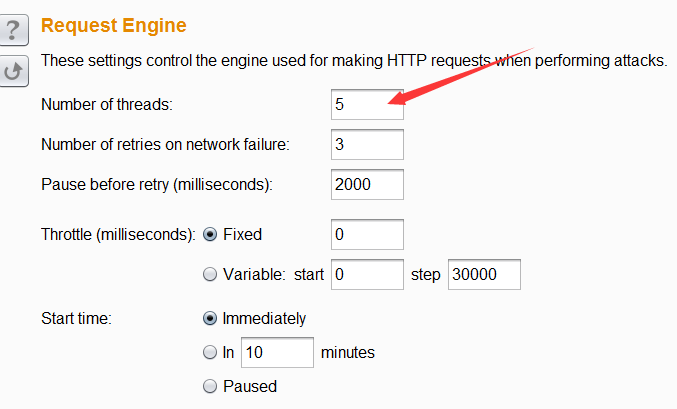 ?
Request Engine
These settings control the engine used for making HTTP requests when performing attacks.
Number of threads: 5
Number of retries on network failure: 3
Pause before retry (milliseconds): 2000
Throttle (milliseconds): Fixed 0
Variable: start 0 step 30000
Start time: Immediately
In 10 minutes
Paused